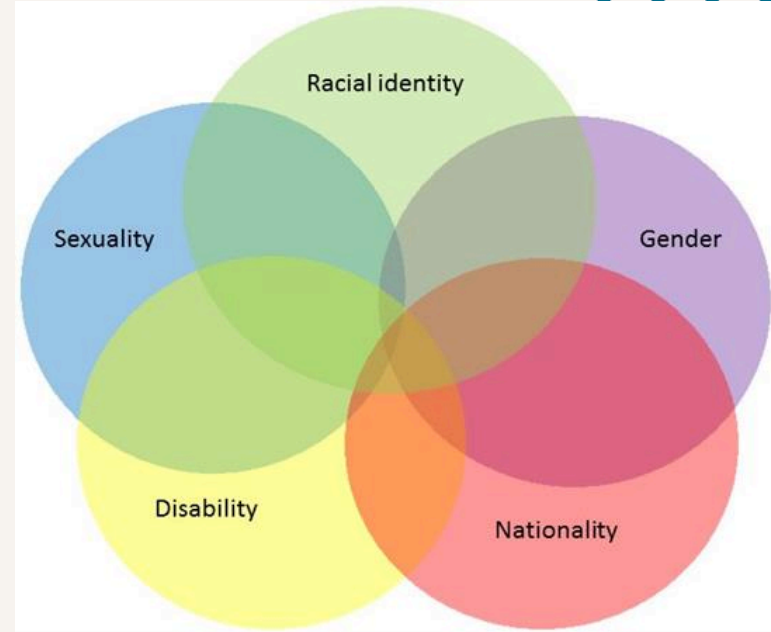 Racial identity
Sexuality
Gender
Disability
Nationality